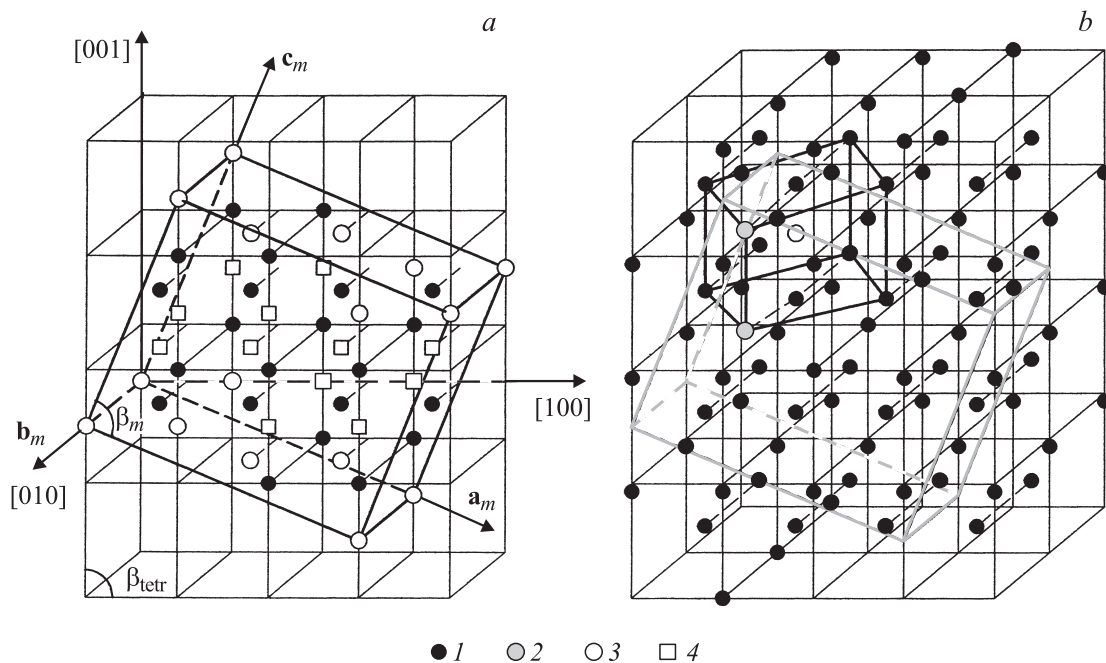 a
b
[001]
c_m
β_m
b_m
[010]
[100]
a_m
β_tetr
1 2 3 4